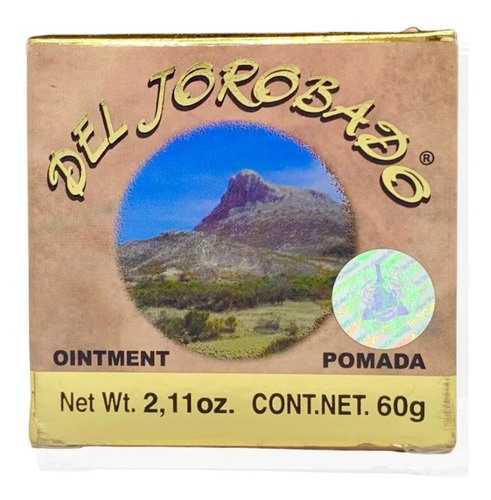 DEL JOROBADO ®
OINTMENT POMADA
Net Wt. 2,11oz. CONT.NET. 60g